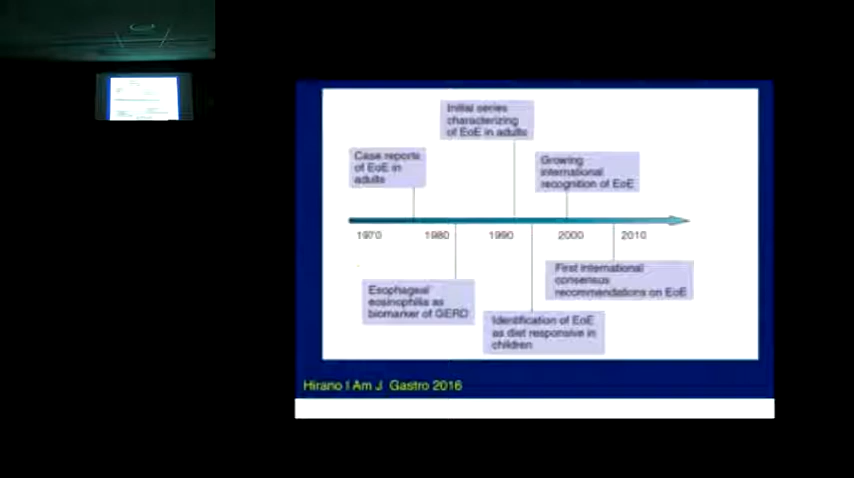 Initial series
characterizing
of EoE in adults
Case reports
of EoE in
adults
Growing
international
recognition of EoE
1970
1980
1990
2000
2010
Esophageal
eosinophilia as
biomarker of GERD
First international
consensus
recommendations on EoE
Identification of EoE
as diet responsive in
children
Hirano I Am J Gastro 2016